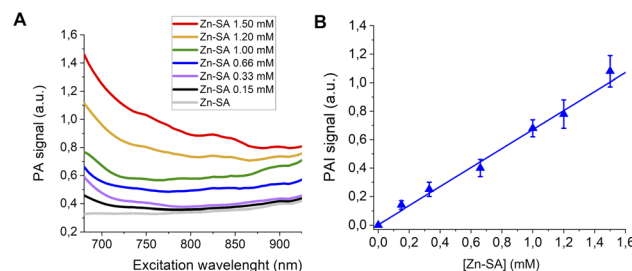 A
Zn-SA 1.50 mM
Zn-SA 1.20 mM
Zn-SA 1.00 mM
Zn-SA 0.66 mM
Zn-SA 0.33 mM
Zn-SA 0.15 mM
Zn-SA
1,6
1,4
1,2
1,0
0,8
0,6
0,4
0,2
PA signal (a.u.)
700 750 800 850 900
Excitation wavelenght (nm)
B
1,4
1,2
1,0
0,8
0,6
0,4
0,2
0,0
PAI signal (a.u.)
0,0 0,2 0,4 0,6 0,8 1,0 1,2 1,4 1,6
[Zn-SA] (mM)